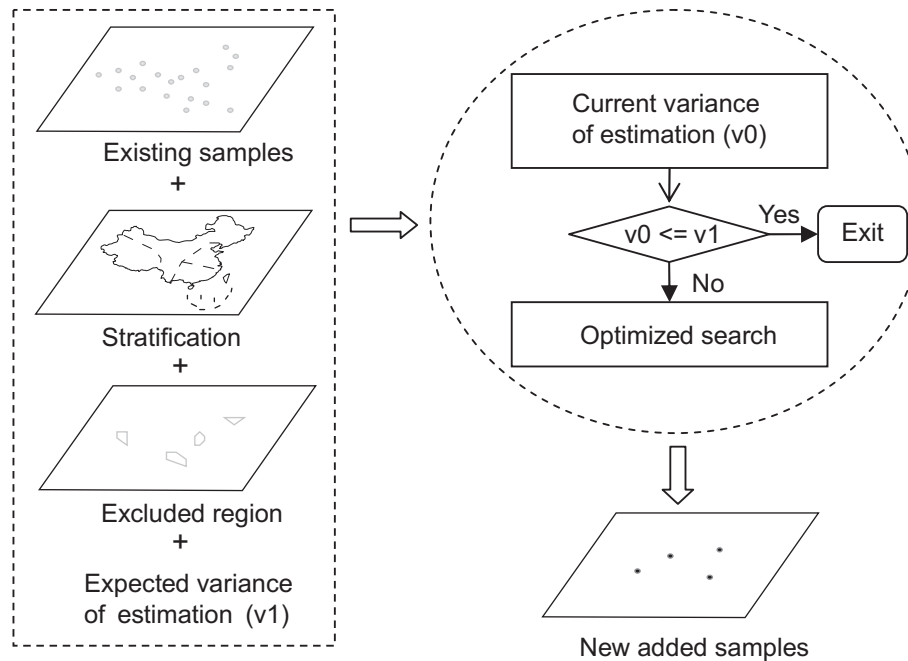 Existing samples
+
Stratification
+
Excluded region
+
Expected variance
of estimation (v1)
Current variance
of estimation (v0)
v0 <= v1
Yes
Exit
No
Optimized search
New added samples